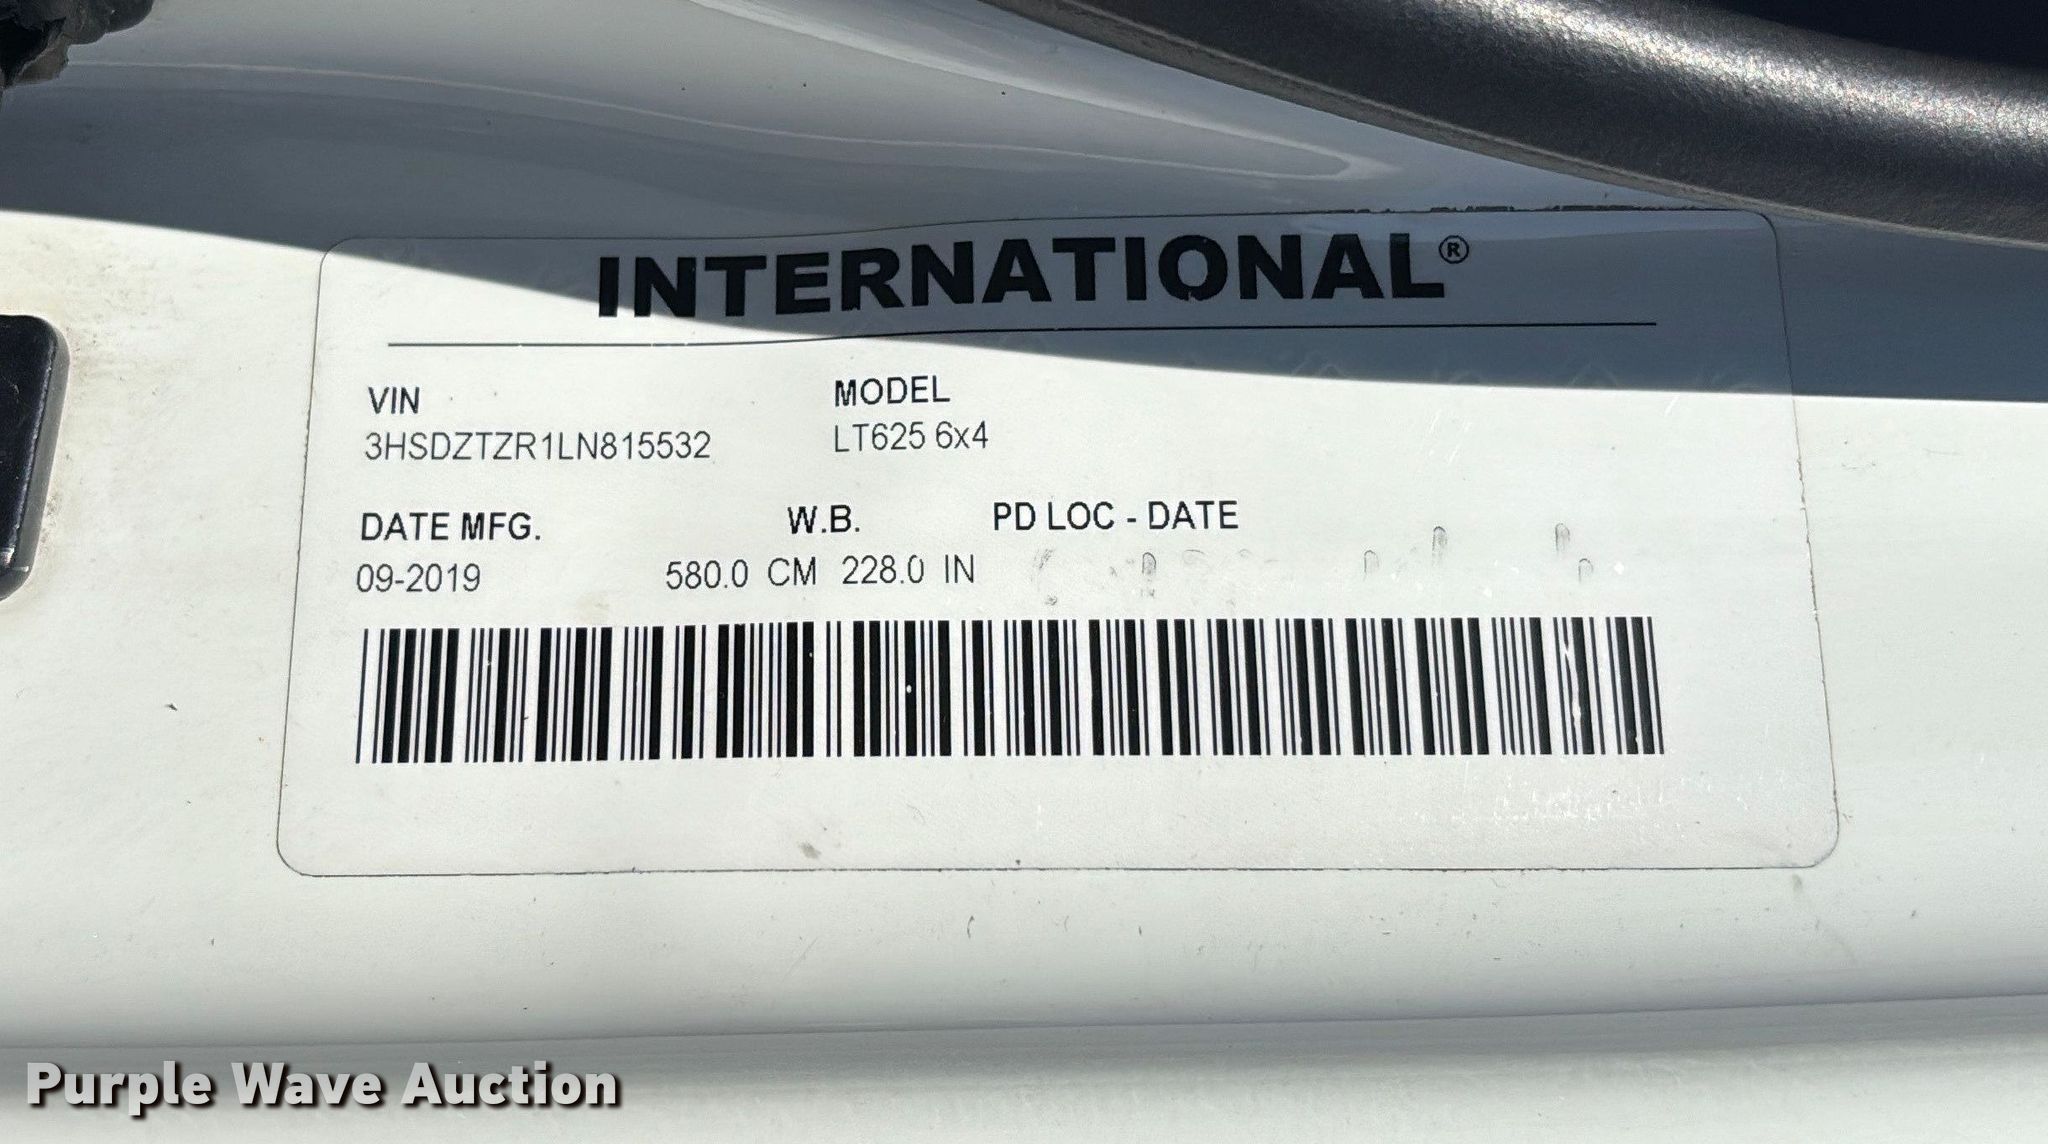 INTERNATIONAL®
VIN MODEL
3HSDZTZR1LN815532 LT625 6x4
DATE MFG. W.B. PD LOC - DATE
09-2019 580.0 CM 228.0 IN
Purple Wave Auction